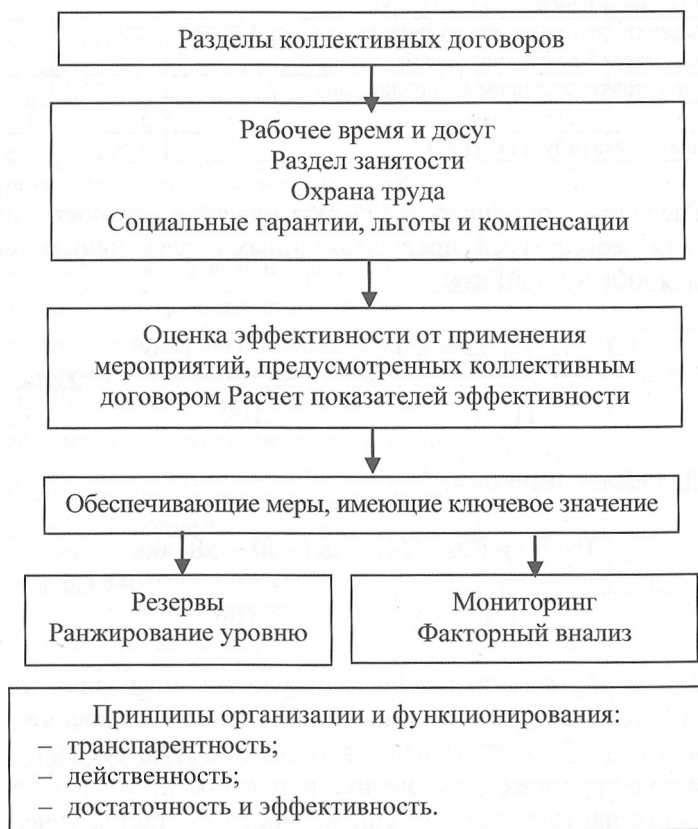 Разделы коллективных договоров
Рабочее время и досуг
Раздел занятости
Охрана труда
Социальные гарантии, льготы и компенсации
Оценка эффективности от применения
мероприятий, предусмотренных коллективным
договором Расчет показателей эффективности
Обеспечивающие меры, имеющие ключевое значение
Резервы
Ранжирование уровню
Мониторинг
Факторный внализ
Принципы организации и функционирования:
– транспарентность;
– действенность;
– достаточность и эффективность.